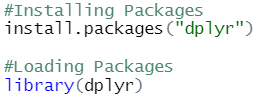 #Installing Packages
install.packages("dplyr")
#Loading Packages
library(dplyr)